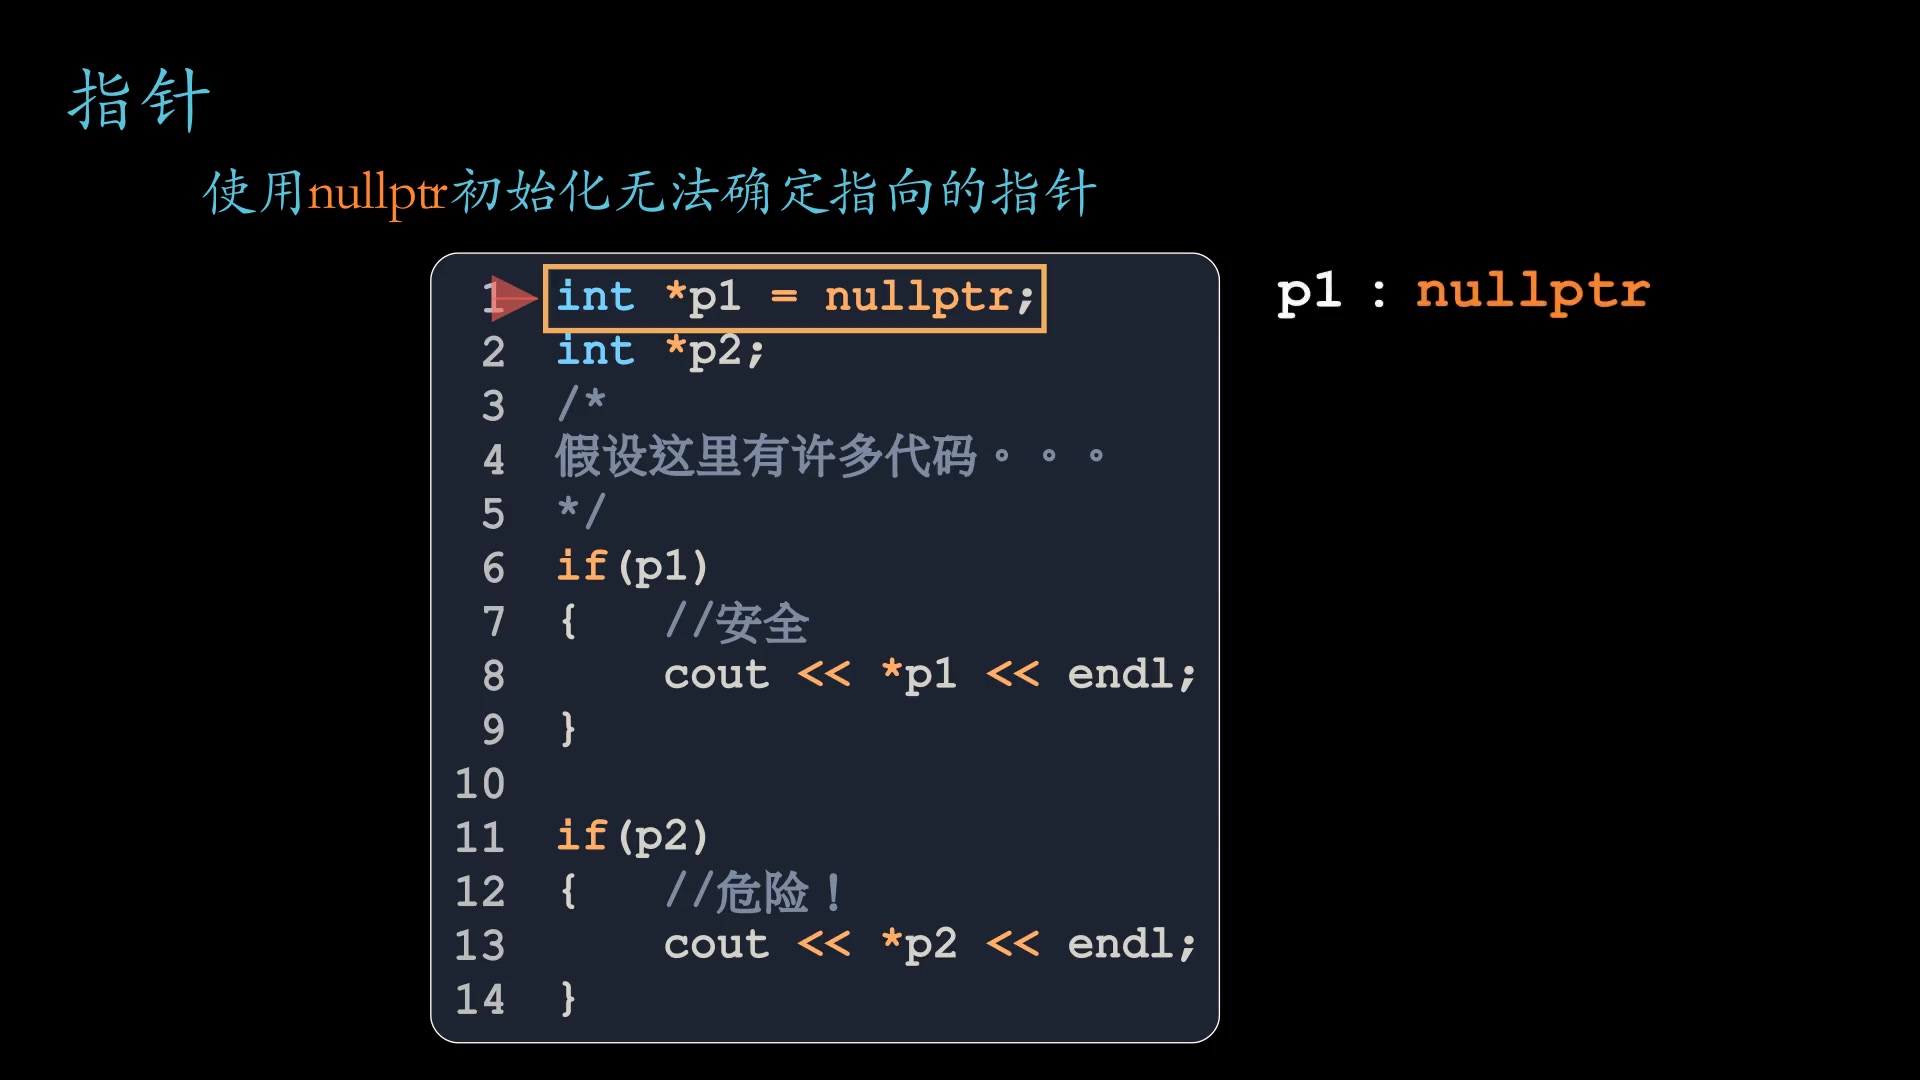 指针
使用nullptr初始化无法确定指向的指针
1 int *p1 = nullptr;
2 int *p2;
3 /*
4 假设这里有许多代码。。。
5 */
6 if(p1)
7 { //安全
8 cout << *p1 << endl;
9 }
10
11 if(p2)
12 { //危险！
13 cout << *p2 << endl;
14 }
p1 : nullptr